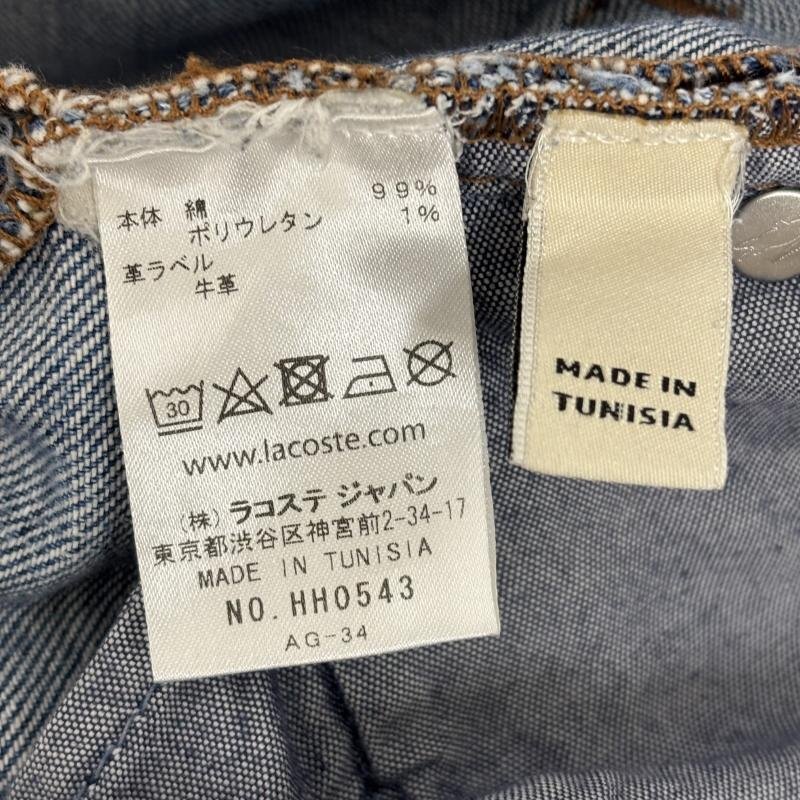 本体 綿 99%
ポリウレタン 1%
革ラベル
牛革
30
www.lacoste.com
(株) ラコステ ジャパン
東京都渋谷区神宮前2-34-17
MADE IN TUNISIA
NO. HH0543
AG-34
MADE IN
TUNISIA